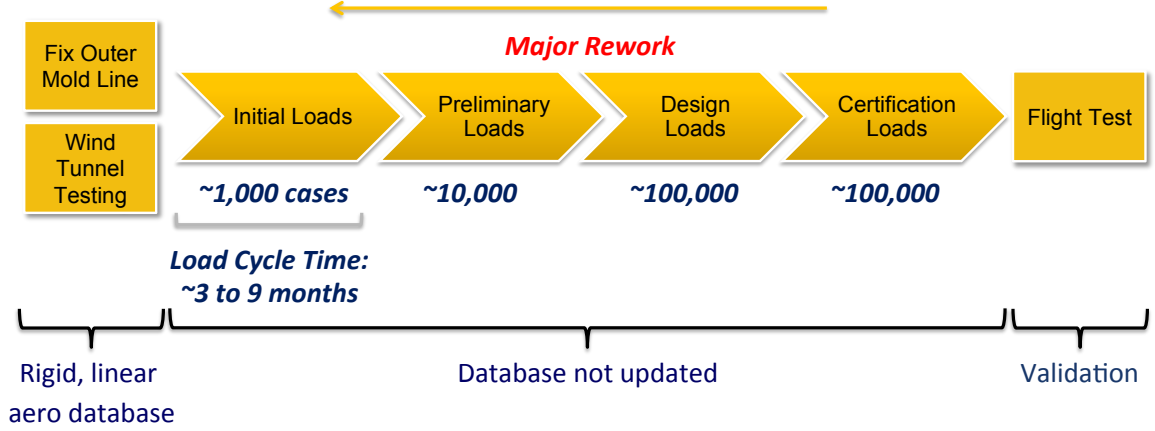 Major Rework
Fix Outer
Mold Line
Wind
Tunnel
Testing
Initial Loads
Preliminary
Loads
Design
Loads
Certification
Loads
Flight Test
~1,000 cases
~10,000
~100,000
~100,000
Load Cycle Time:
~3 to 9 months
Rigid, linear
aero database
Database not updated
Validation